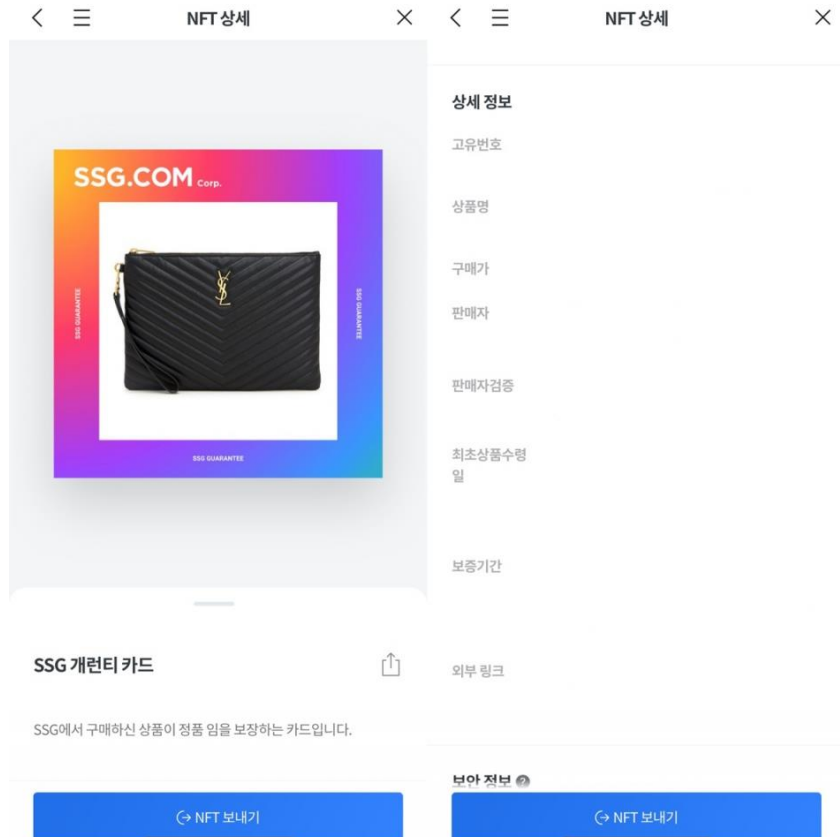 NFT 상세
SSG.COM Corp.
SSG GUARANTEE
SSG GUARANTEE
SSG GUARANTEE
SSG 개런티 카드
SSG에서 구매하신 상품이 정품 임을 보장하는 카드입니다.
NFT 보내기
NFT 상세
상세 정보
고유번호
상품명
구매가
판매자
판매자검증
최초상품수령
일
보증기간
외부 링크
보안 정보 ?
NFT 보내기